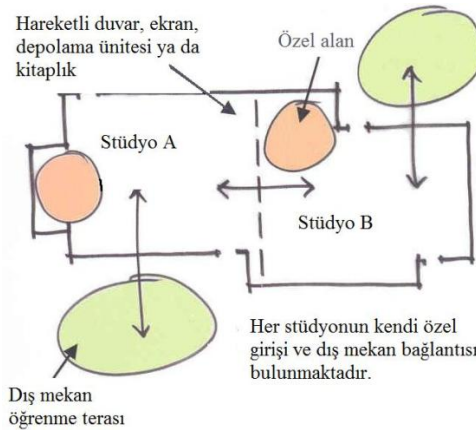 Hareketli duvar, ekran,
depolama ünitesi ya da
kitaplık
Özel alan
Stüdyo A
Stüdyo B
Her stüdyonun kendi özel
girişi ve dış mekan bağlantısı
bulunmaktadır.
Dış mekan
öğrenme terası